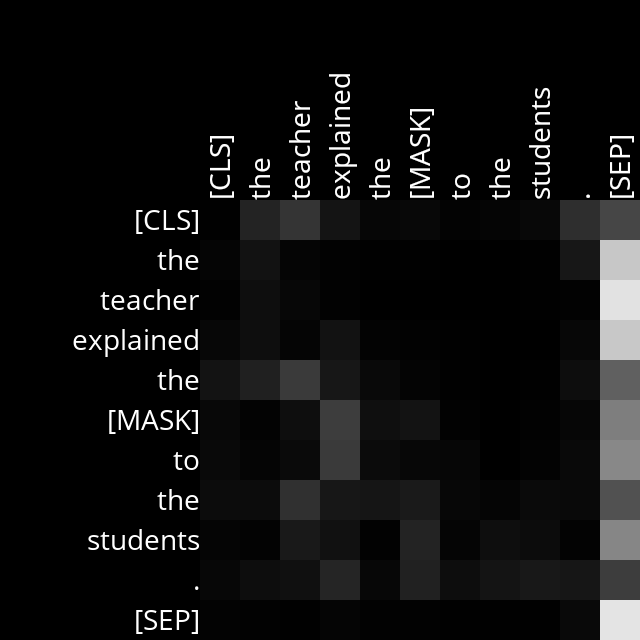 [CLS]
the
teacher
explained
the
[MASK]
to
the
students
.
[SEP]
[CLS]
the
teacher
explained
the
[MASK]
to
the
students
.
[SEP]